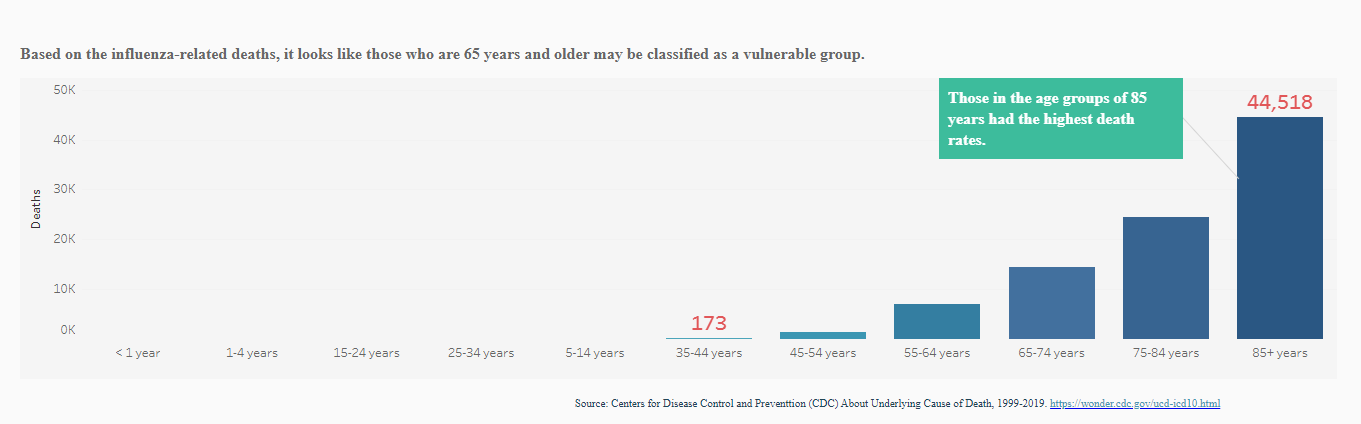 Based on the influenza-related deaths, it looks like those who are 65 years and older may be classified as a vulnerable group.
50K
Those in the age groups of 85
years had the highest death
rates.
44,518
40K
30K
Deaths
20K
10K
0K
173
< 1 year 1-4 years 15-24 years 25-34 years 5-14 years 35-44 years 45-54 years 55-64 years 65-74 years 75-84 years 85+ years
Source: Centers for Disease Control and Preventtion (CDC) About Underlying Cause of Death, 1999-2019. https://wonder.cdc.gov/ucd-icd10.html